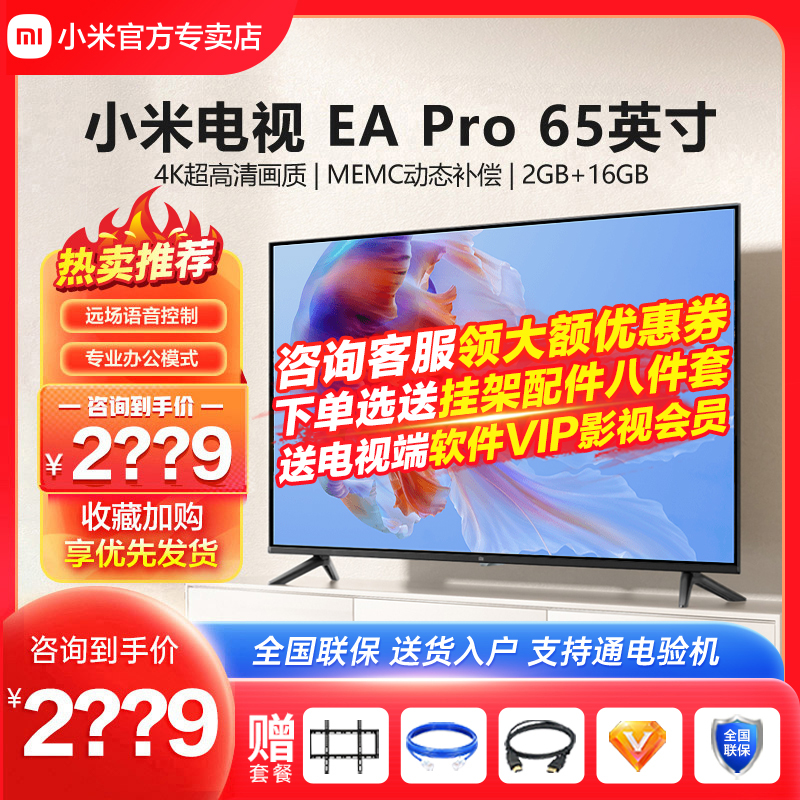 小米官方专卖店
小米电视 EA Pro 65英寸
4K超高清画质 | MEMC动态补偿 | 2GB+16GB
热卖推荐
远场语音控制
专业办公模式
咨询到手价
¥2??9
收藏加购
享优先发货
咨询客服领大额优惠券
下单选送挂架配件八件套
送电视端软件VIP影视会员
咨询到手价
¥2??9
全国联保 送货入户 支持通电验机
赠
套餐
全国
联保